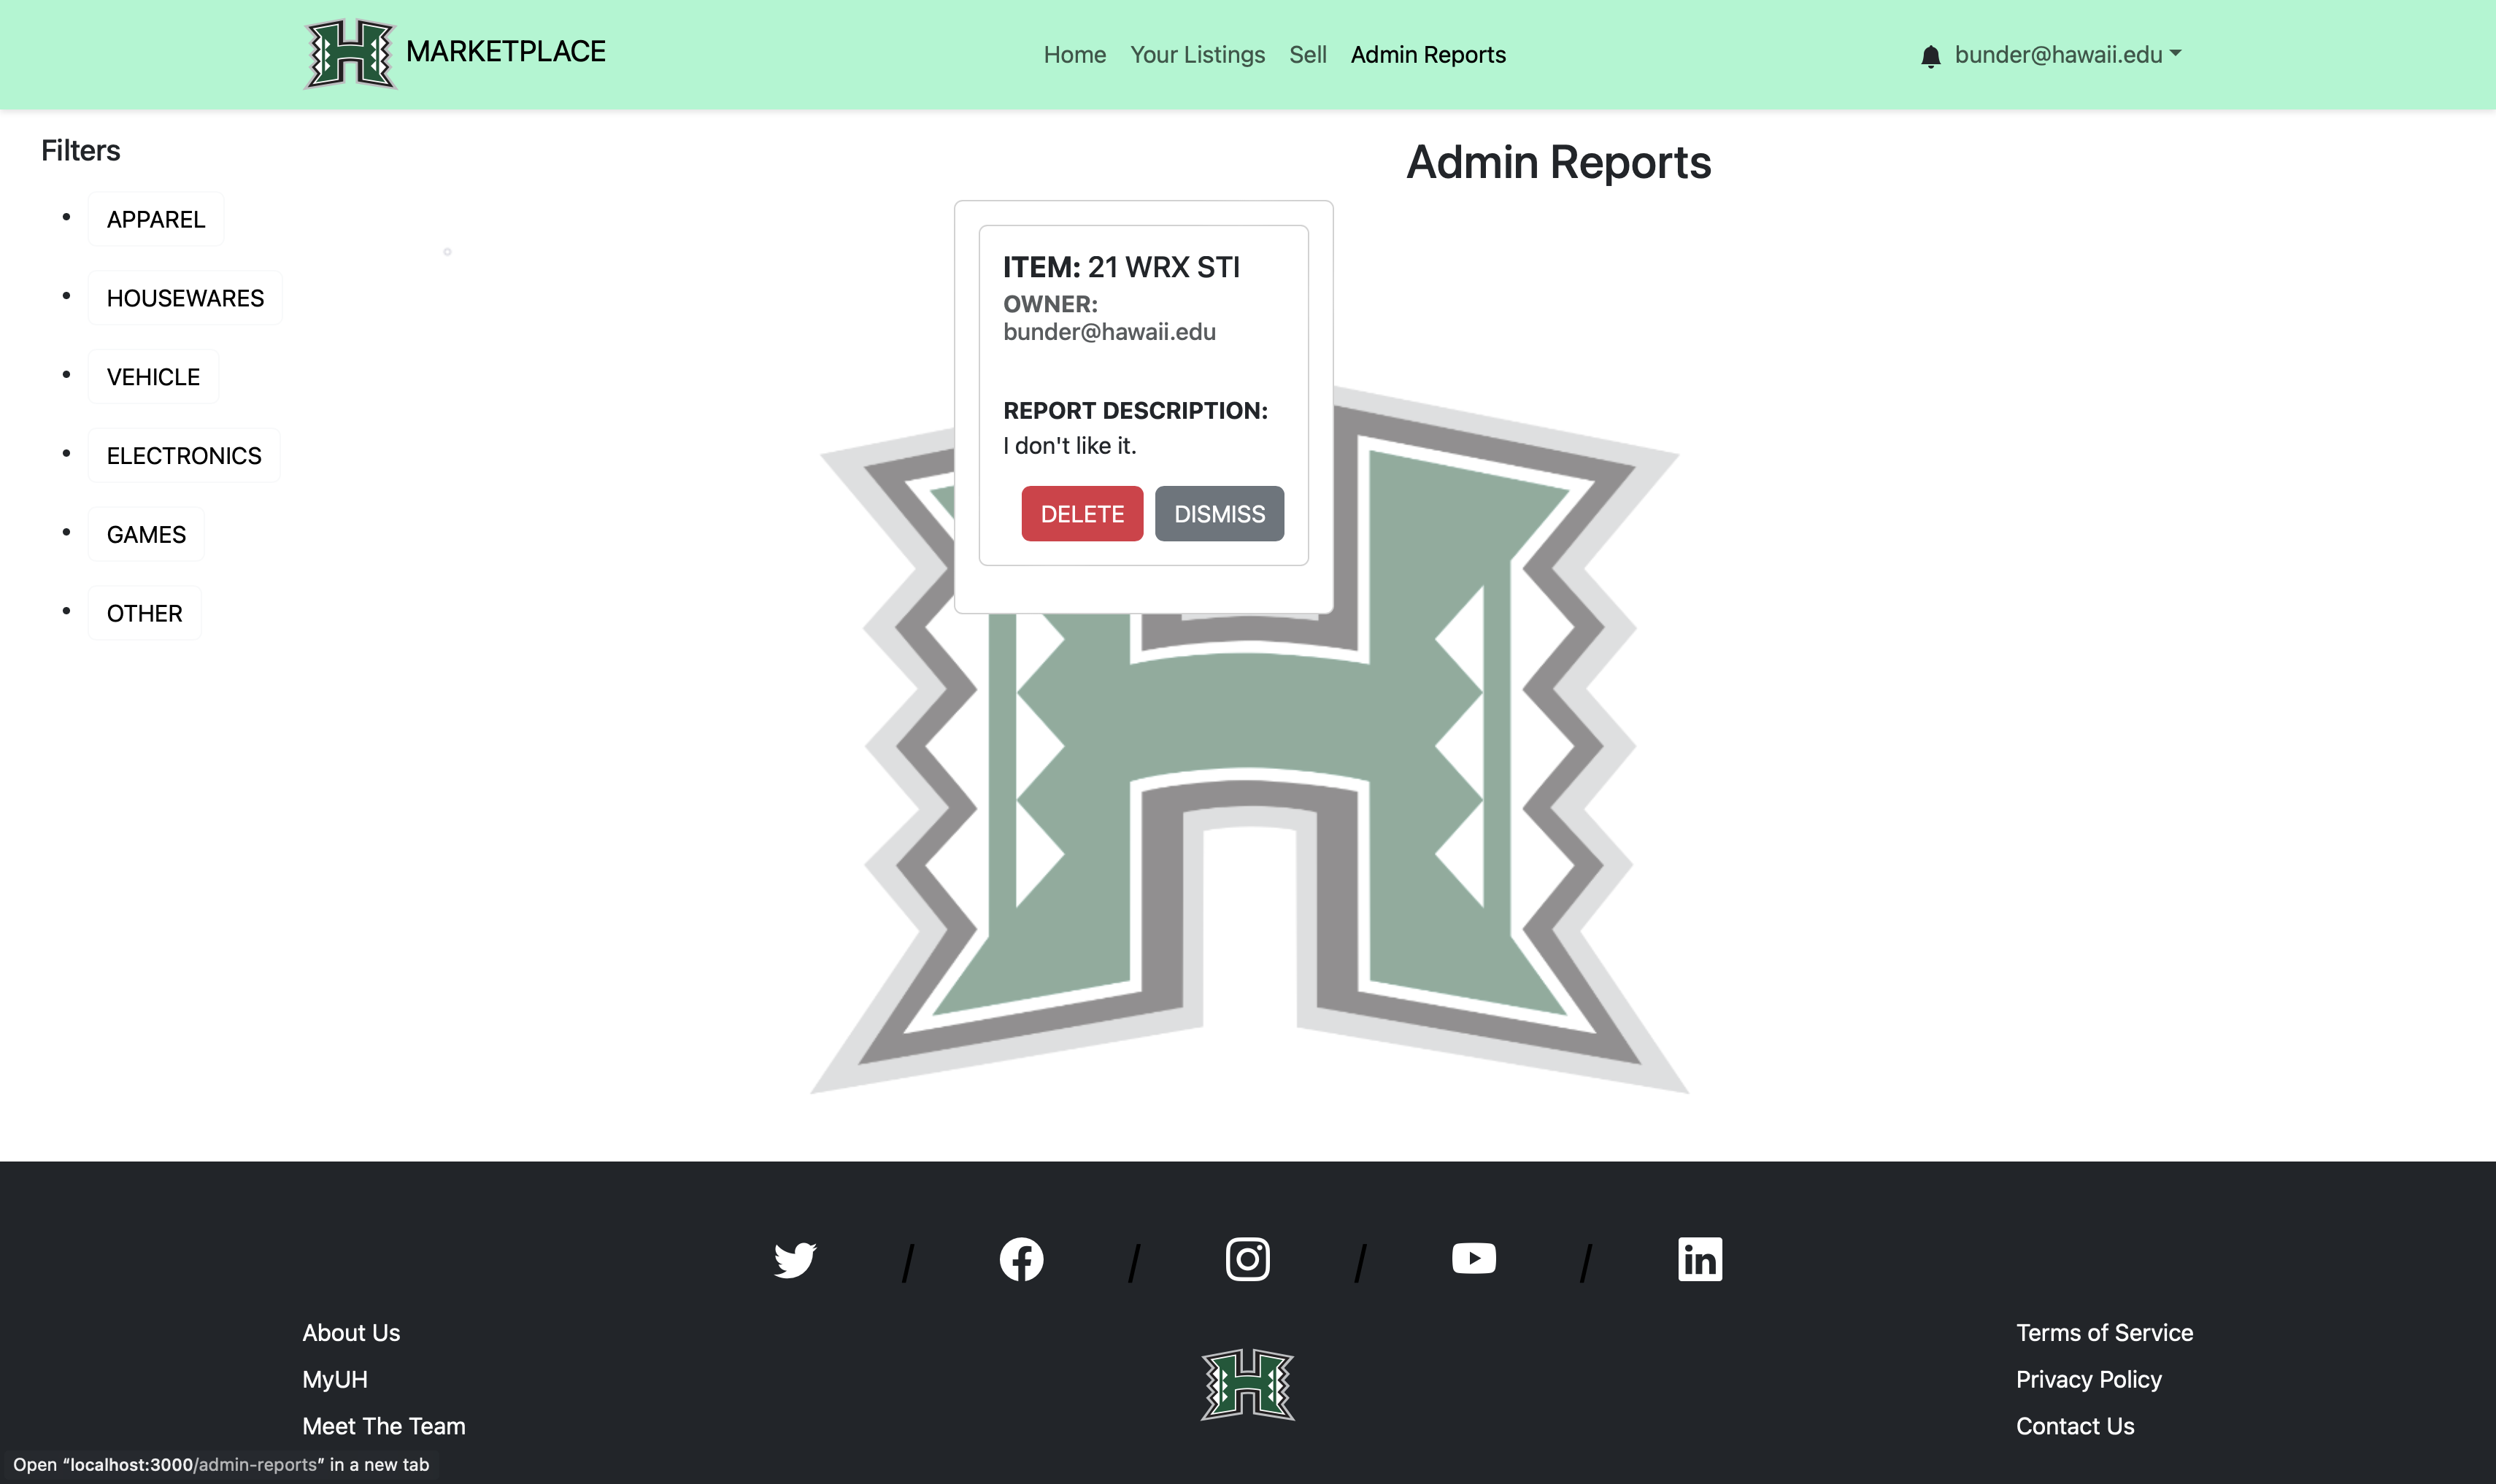 MARKETPLACE
Home
Your Listings
Sell
Admin Reports
bunder@hawaii.edu
Filters
APPAREL
HOUSEWARES
VEHICLE
ELECTRONICS
GAMES
OTHER
Admin Reports
ITEM: 21 WRX STI
OWNER:
bunder@hawaii.edu
REPORT DESCRIPTION:
I don't like it.
DELETE
DISMISS
/
/
/
/
About Us
MyUH
Meet The Team
Terms of Service
Privacy Policy
Contact Us
Open “localhost:3000/admin-reports” in a new tab